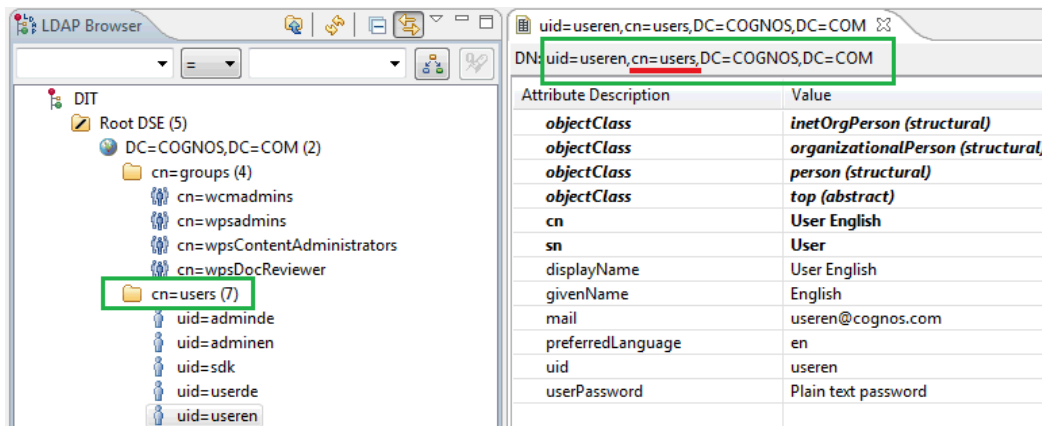 LDAP Browser
=
DIT
Root DSE (5)
DC=COGNOS,DC=COM (2)
cn=groups (4)
cn=wcmadmins
cn=wpsadmins
cn=wpsContentAdministrators
cn=wpsDocReviewer
cn=users (7)
uid=adminde
uid=adminen
uid=sdk
uid=userde
uid=useren
uid=useren,cn=users,DC=COGNOS,DC=COM
DN: uid=useren,cn=users,DC=COGNOS,DC=COM
Attribute Description Value
objectClass inetOrgPerson (structural)
objectClass organizationalPerson (structural)
objectClass person (structural)
objectClass top (abstract)
cn User English
sn User
displayName User English
givenName English
mail useren@cognos.com
preferredLanguage en
uid useren
userPassword Plain text password